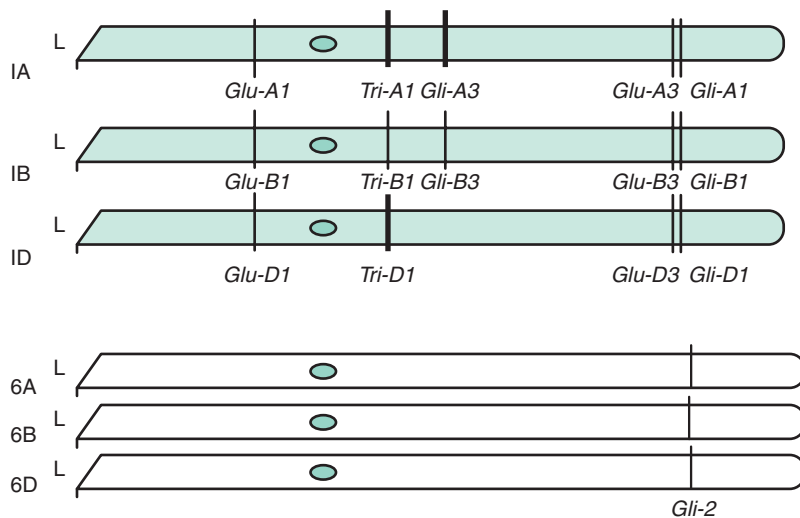 L
IA
Glu-A1 Tri-A1 Gli-A3 Glu-A3 Gli-A1
L
IB
Glu-B1 Tri-B1 Gli-B3 Glu-B3 Gli-B1
L
ID
Glu-D1 Tri-D1 Glu-D3 Gli-D1
L
6A
L
6B
L
6D
Gli-2